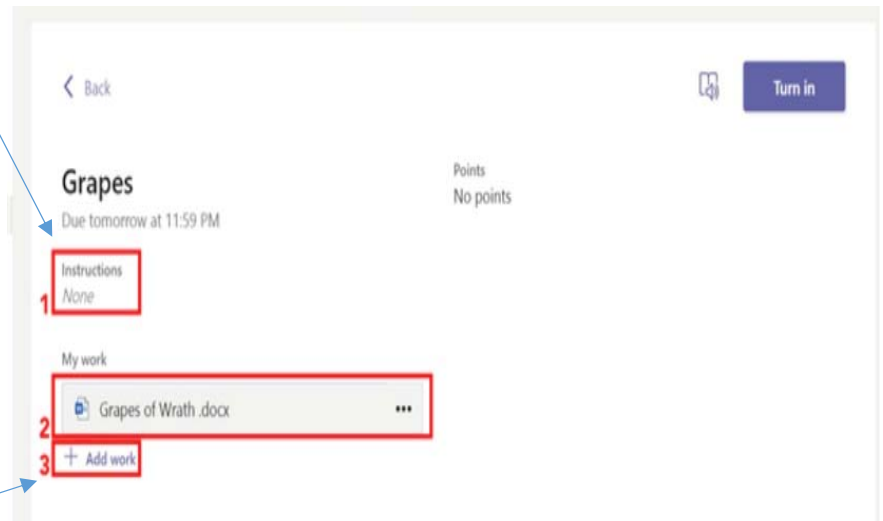 Back
Turn in
Grapes
Due tomorrow at 11:59 PM
Points
No points
Instructions
None
1
My work
Grapes of Wrath .docx
2
+ Add work
3